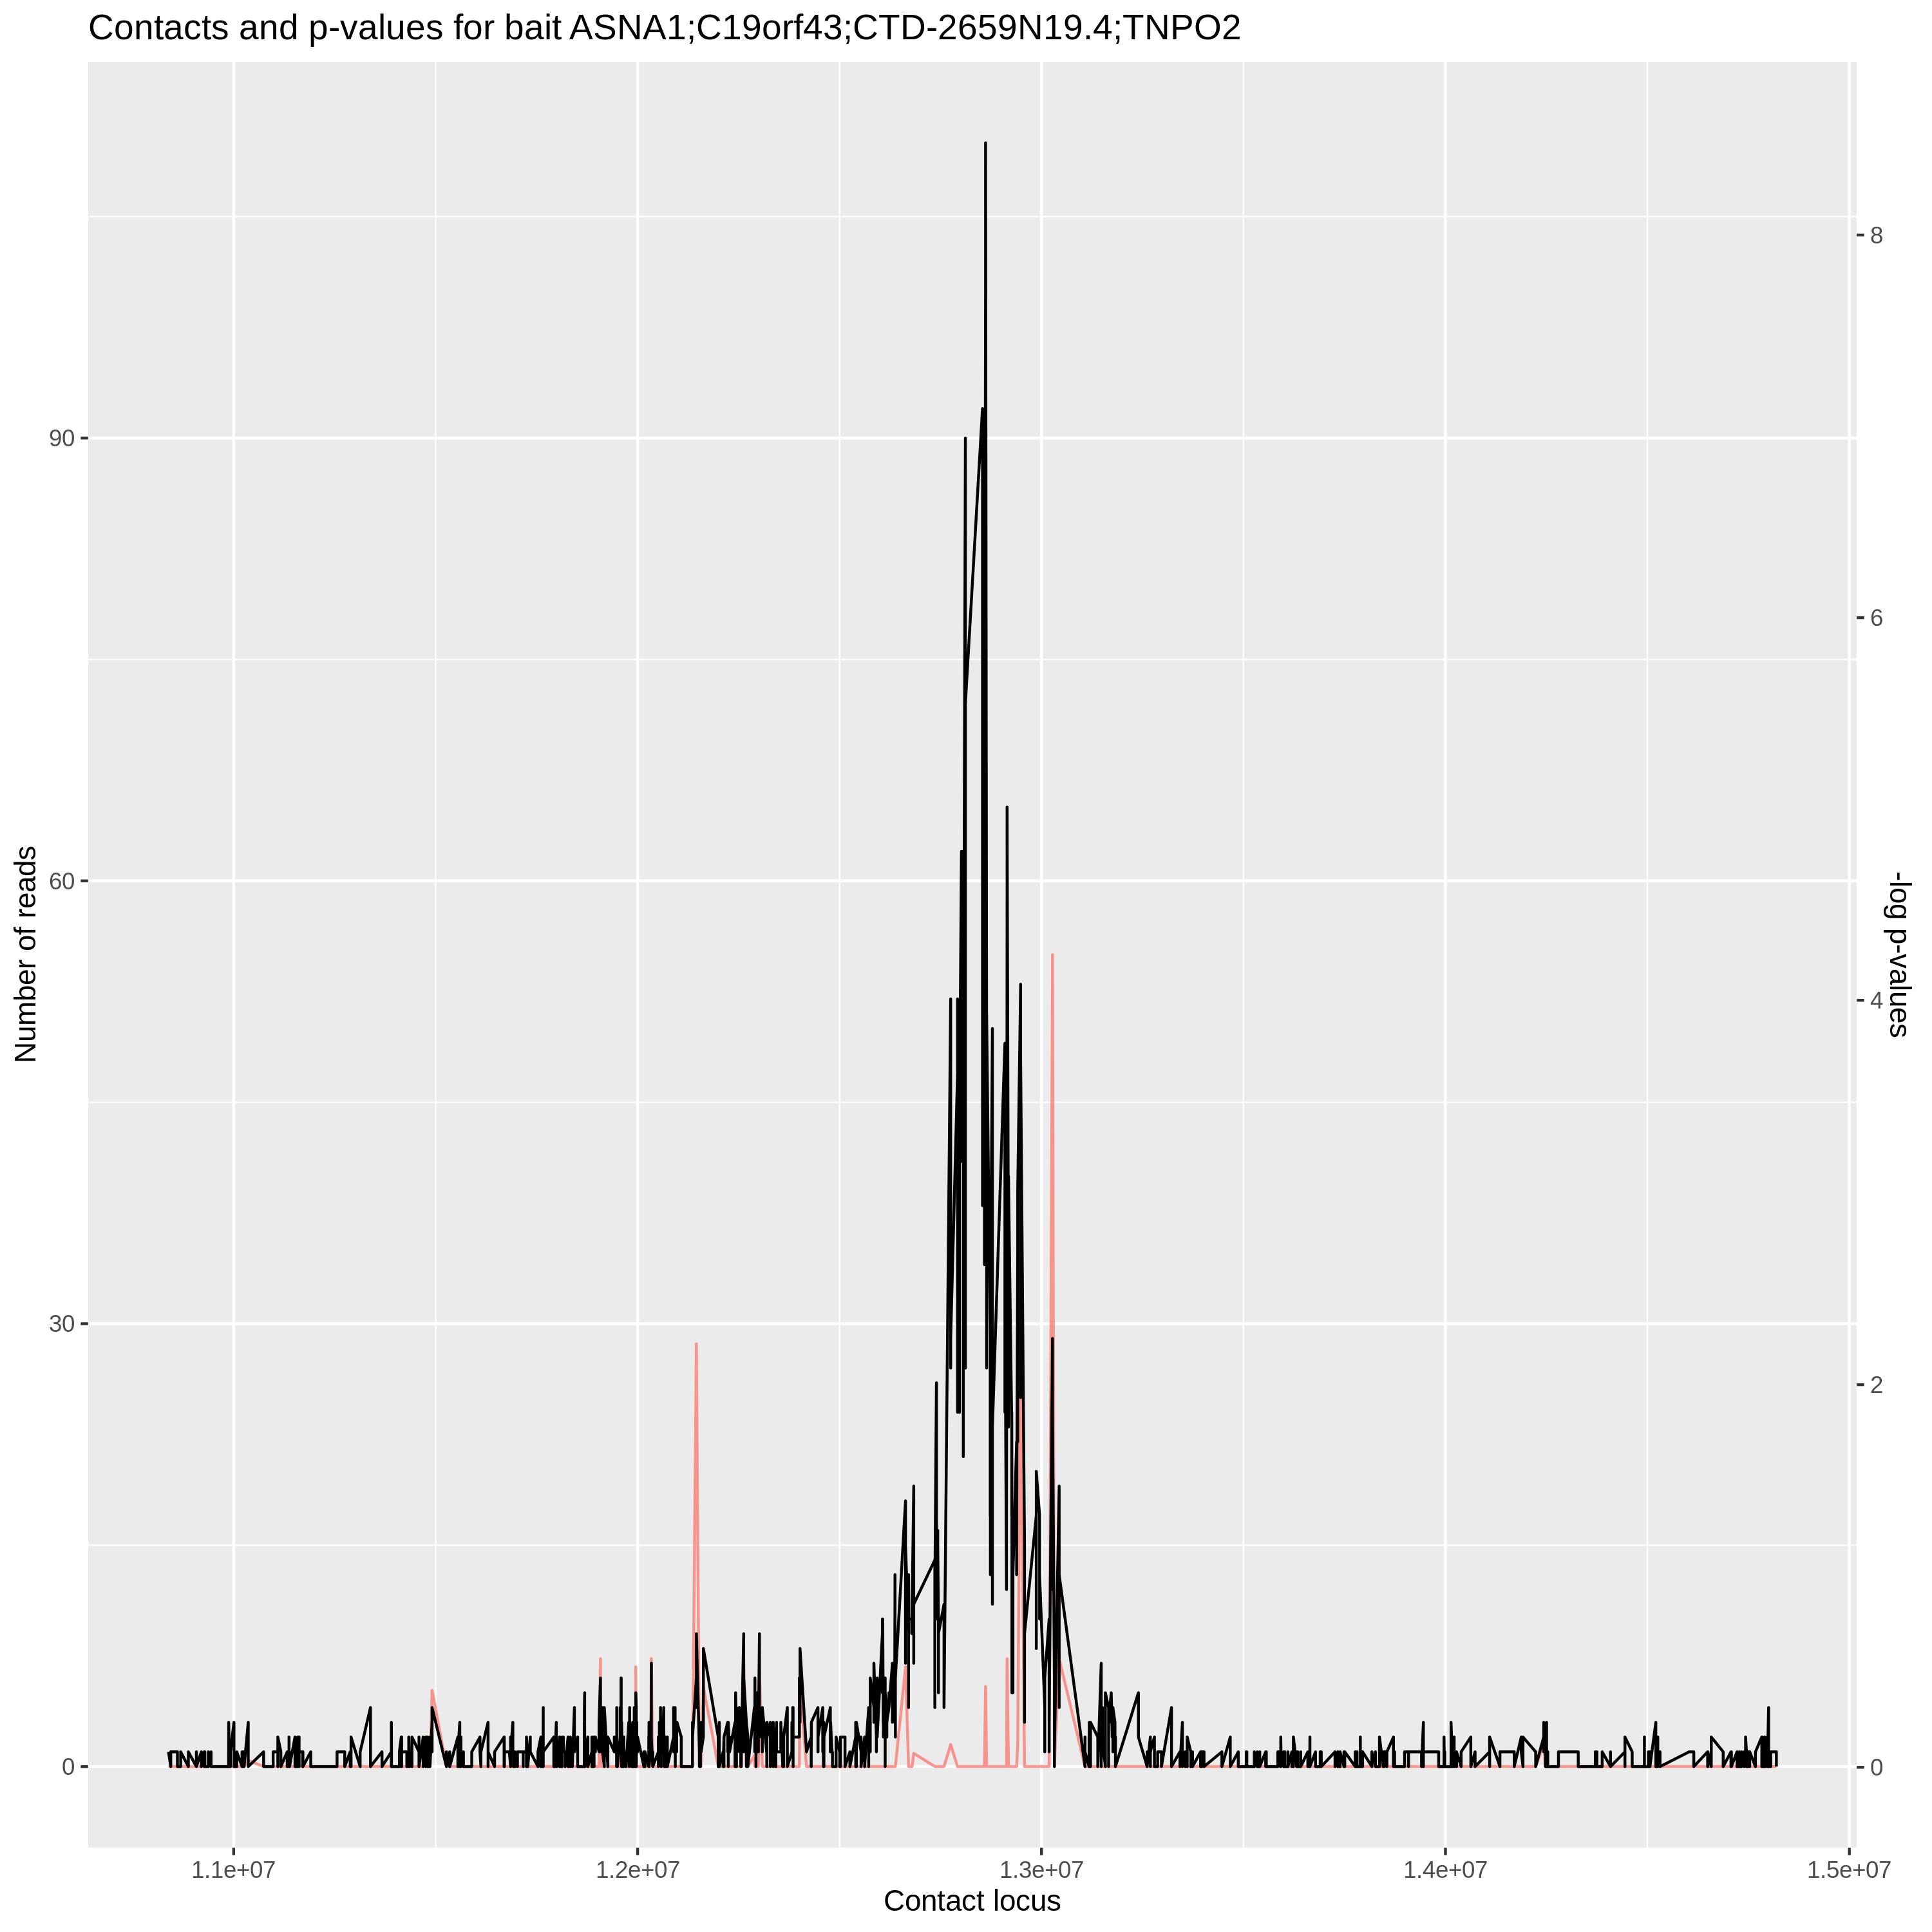 Contacts and p-values for bait ASNA1;C19orf43;CTD-2659N19.4;TNPO2
Number of reads
90
60
30
0
8
6
4
2
0
-log p-values
1.1e+07
1.2e+07
1.3e+07
1.4e+07
1.5e+07
Contact locus